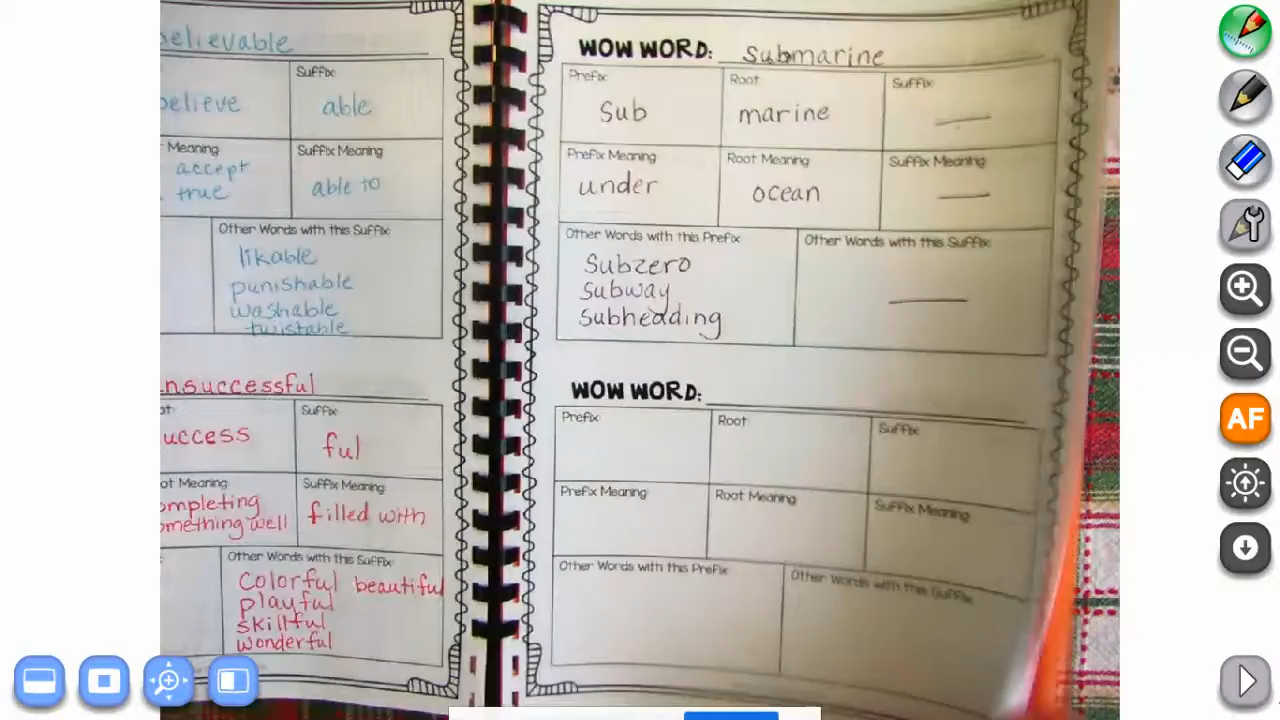 elievable
believe
Suffix
able
Meaning
accept
true
Suffix Meaning
able to
Other Words with this Suffix
likable
punishable
washable
twistable
nsuccessful
uccess
Suffix
ful
ot Meaning
ompleting
omething well
Suffix Meaning
filled with
Other Words with this Suffix
Colorful beautiful
playful
skillful
wonderful
WOW WORD: Submarine
Prefix
Root
Suffix
Sub
marine
Prefix Meaning
Root Meaning
Suffix Meaning
under
ocean
Other Words with this Prefix
Other Words with this Suffix
Subzero
Subway
Subheading
WOW WORD:
Prefix
Root
Suffix
Prefix Meaning
Root Meaning
Suffix Meaning
Other Words with this Prefix
Other Words with this Suffix
AF